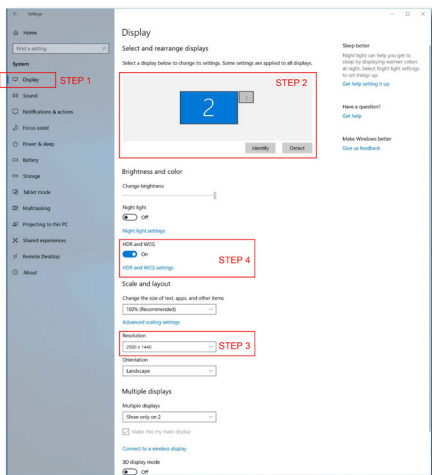 Settings
Home
Find a setting
System
Display
STEP 1
Sound
Notifications & actions
Focus assist
Power & sleep
Battery
Storage
Tablet mode
Multitasking
Projecting to this PC
Shared experiences
Remote Desktop
About
Display
Select and rearrange displays
Select a display below to change its settings. Some settings are applied to all displays.
STEP 2
2
1
Identify
Detect
Brightness and color
Change brightness
Night light
Off
Night light settings
HDR and WCG
On
STEP 4
HDR and WCG settings
Scale and layout
Change the size of text, apps, and other items
150% (Recommended)
Advanced scaling settings
Resolution
2560 x 1440
STEP 3
Orientation
Landscape
Multiple displays
Multiple displays
Show only on 2
Make this my main display
Connect to a wireless display
3D display mode
Off
Sleep better
Night light can help you get to
sleep by displaying warmer colors
at night. Select Night light settings
to set things up.
Get help setting it up
Have a question?
Get help
Make Windows better
Give us feedback